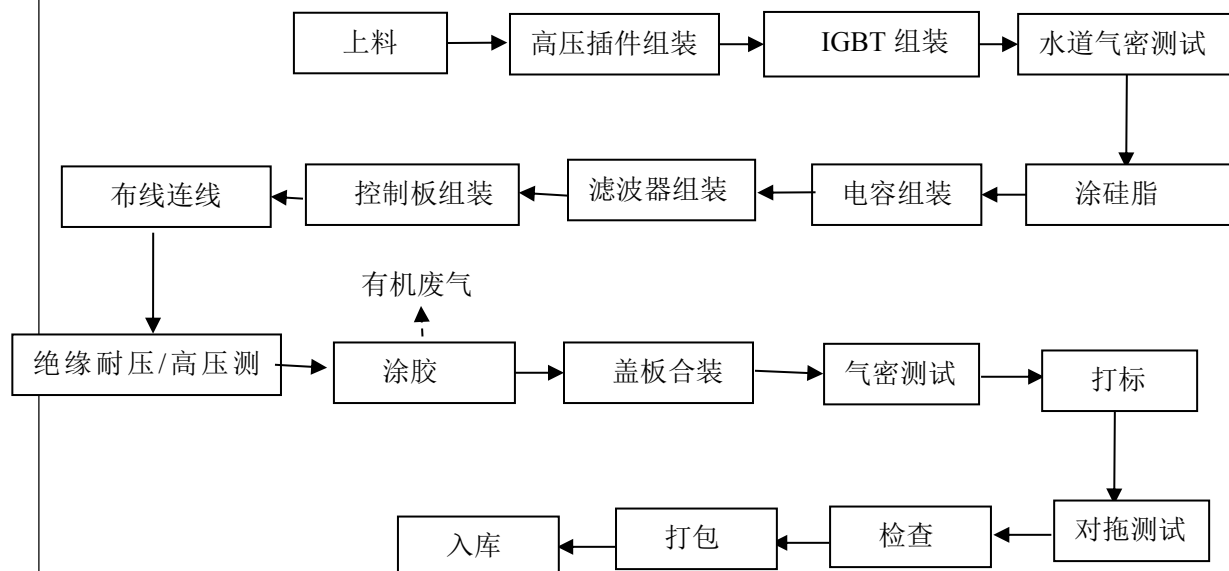 上料
高压插件组装
IGBT 组装
水道气密测试
布线连线
控制板组装
滤波器组装
电容组装
涂硅脂
有机废气
绝缘耐压/高压测
涂胶
盖板合装
气密测试
打标
入库
打包
检查
对拖测试